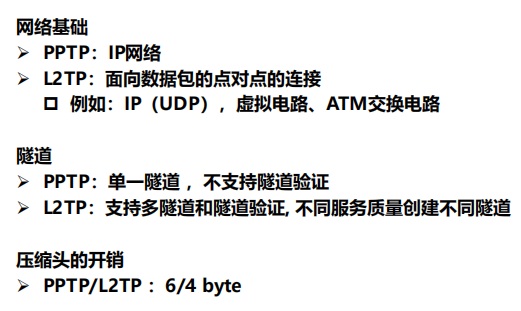 网络基础
➢ PPTP：IP网络
➢ L2TP：面向数据包的点对点的连接
□ 例如：IP（UDP），虚拟电路、ATM交换电路
隧道
➢ PPTP：单一隧道 ，不支持隧道验证
➢ L2TP：支持多隧道和隧道验证, 不同服务质量创建不同隧道
压缩头的开销
➢ PPTP/L2TP ：6/4 byte